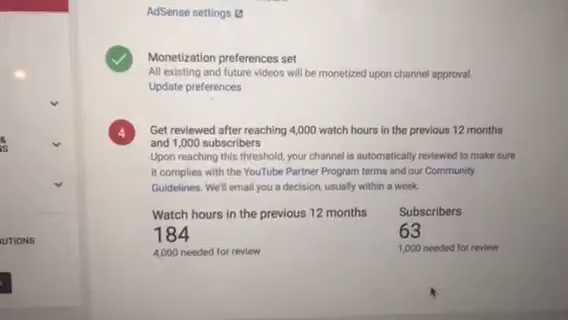 AdSense settings
Monetization preferences set
All existing and future videos will be monetized upon channel approval.
Update preferences
4
Get reviewed after reaching 4,000 watch hours in the previous 12 months
and 1,000 subscribers
Upon reaching this threshold, your channel is automatically reviewed to make sure
it complies with the YouTube Partner Program terms and our Community
Guidelines. We'll email you a decision, usually within a week.
Watch hours in the previous 12 months
184
4,000 needed for review
Subscribers
63
1,000 needed for review